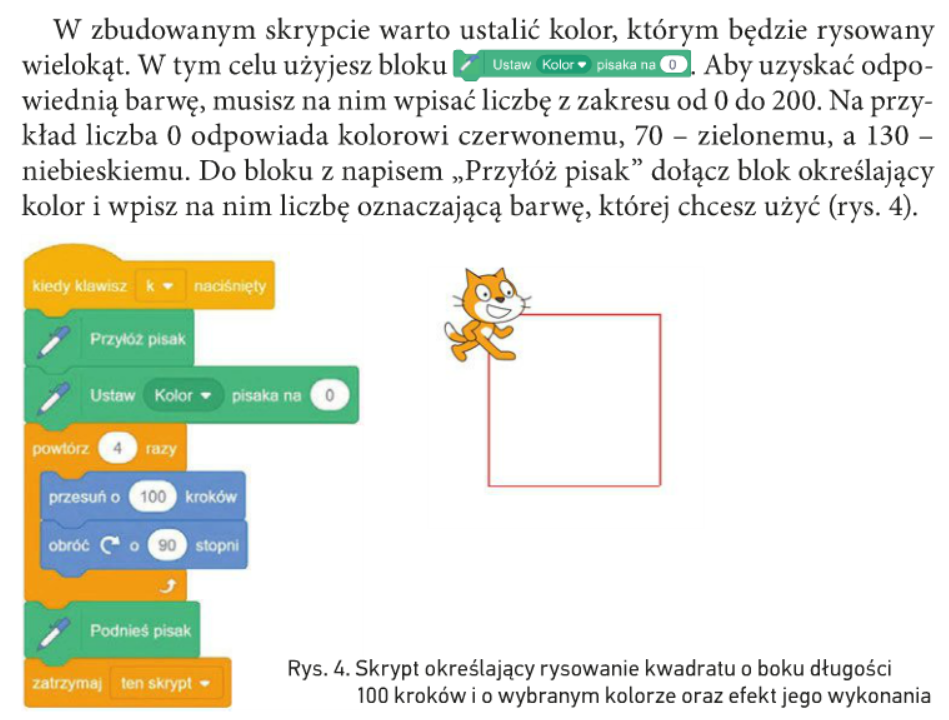 W zbudowanym skrypcie warto ustalić kolor, którym będzie rysowany
wielokąt. W tym celu użyjesz bloku Ustaw Kolor pisaka na 0. Aby uzyskać odpo-
wiednią barwę, musisz na nim wpisać liczbę z zakresu od 0 do 200. Na przy-
kład liczba 0 odpowiada kolorowi czerwonemu, 70 – zielonemu, a 130 –
niebieskiemu. Do bloku z napisem „Przyłóż pisak” dołącz blok określający
kolor i wpisz na nim liczbę oznaczającą barwę, której chcesz użyć (rys. 4).
kiedy klawisz k naciśnięty
Przyłóż pisak
Ustaw Kolor pisaka na 0
powtórz 4 razy
przesuń o 100 kroków
obróć o 90 stopni
Podnieś pisak
zatrzymaj ten skrypt
Rys. 4. Skrypt określający rysowanie kwadratu o boku długości
100 kroków i o wybranym kolorze oraz efekt jego wykonania